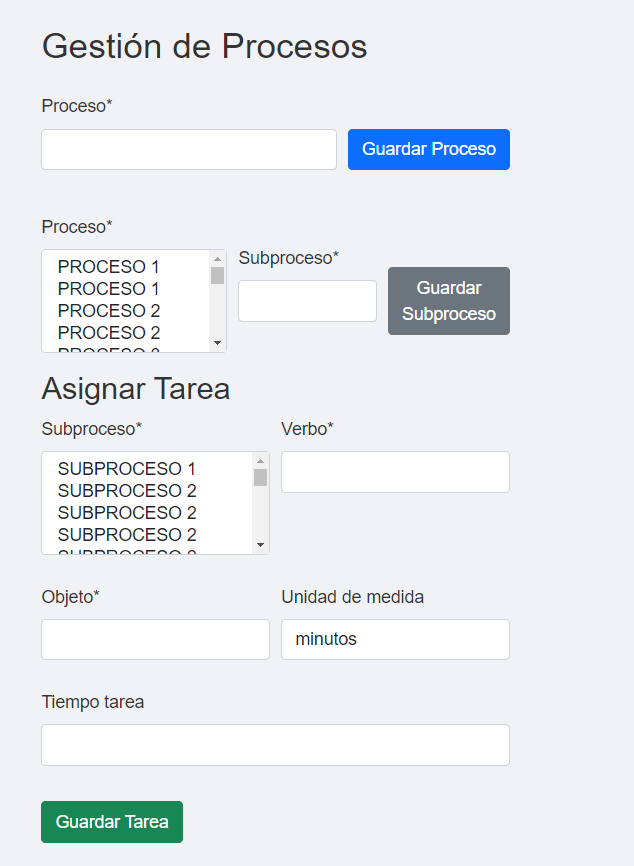 Gestión de Procesos
Proceso*
Guardar Proceso
Proceso*
PROCESO 1
PROCESO 1
PROCESO 2
PROCESO 2
Subproceso*
Guardar
Subproceso
Asignar Tarea
Subproceso*
SUBPROCESO 1
SUBPROCESO 2
SUBPROCESO 2
SUBPROCESO 2
Verbo*
Objeto*
Unidad de medida
minutos
Tiempo tarea
Guardar Tarea